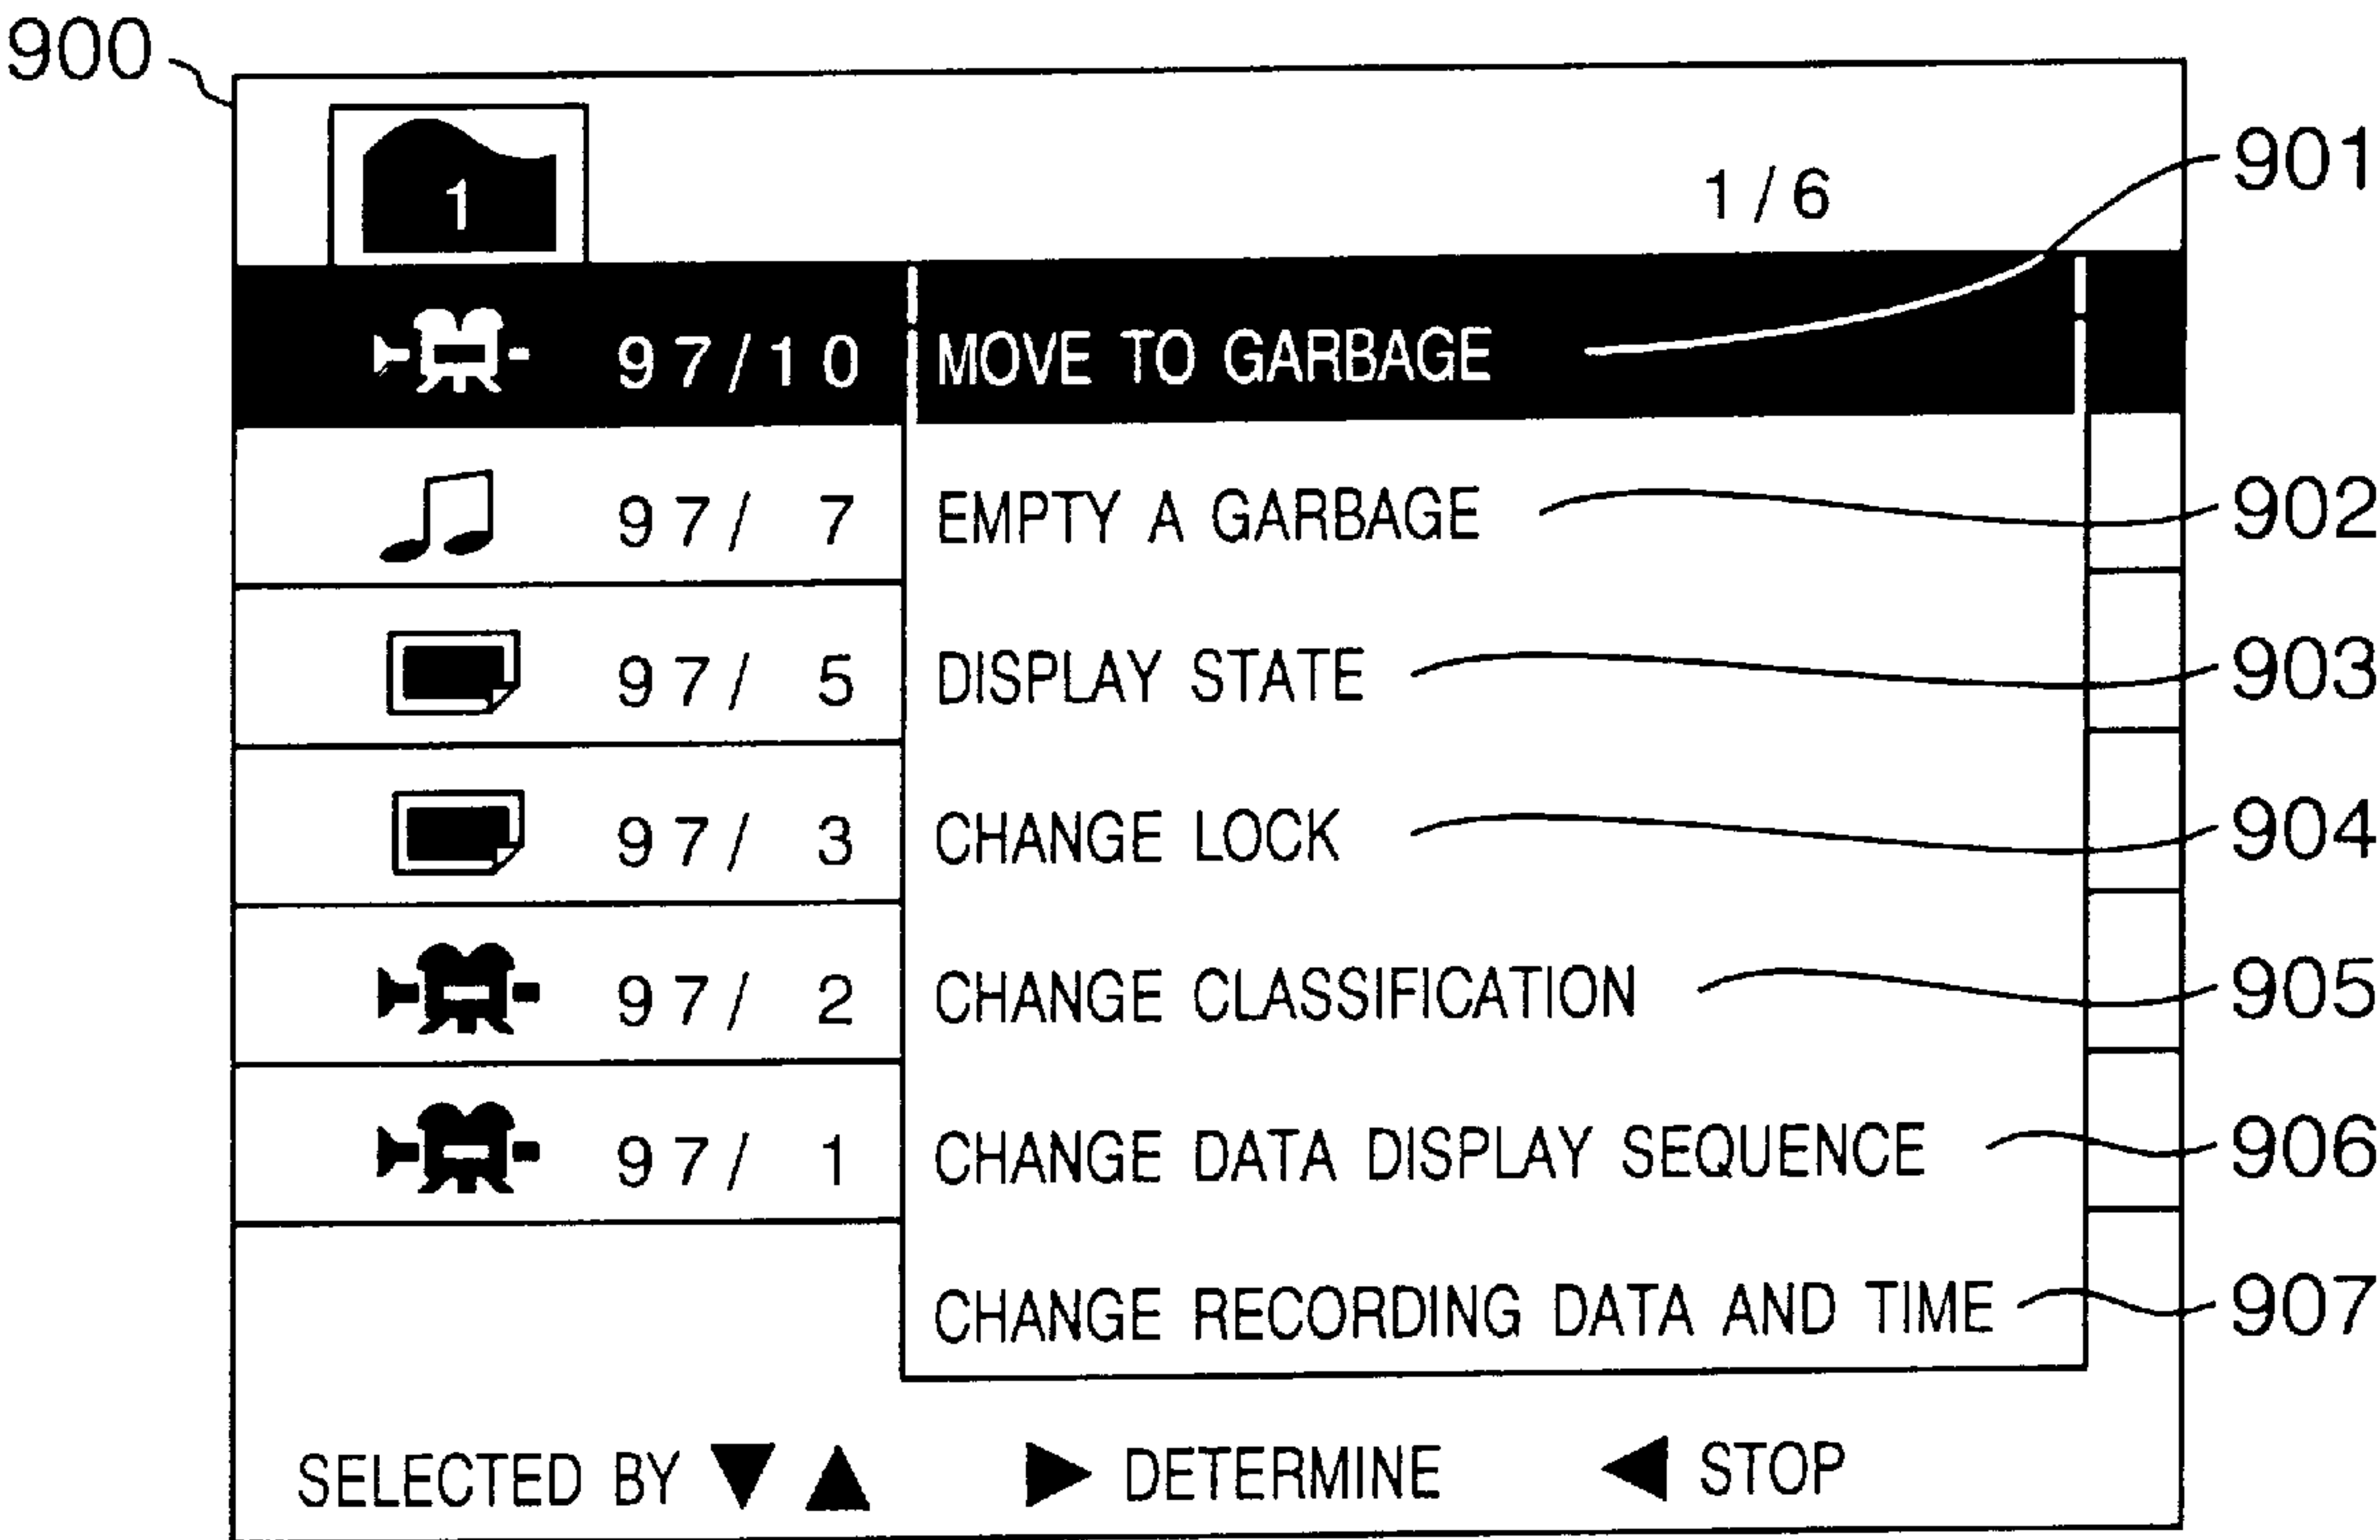 900
1
1/6
901
97/10 MOVE TO GARBAGE
97/ 7 EMPTY A GARBAGE 902
97/ 5 DISPLAY STATE 903
97/ 3 CHANGE LOCK 904
97/ 2 CHANGE CLASSIFICATION 905
97/ 1 CHANGE DATA DISPLAY SEQUENCE 906
CHANGE RECORDING DATA AND TIME 907
SELECTED BY ▼ ▲ ▶ DETERMINE ◀ STOP